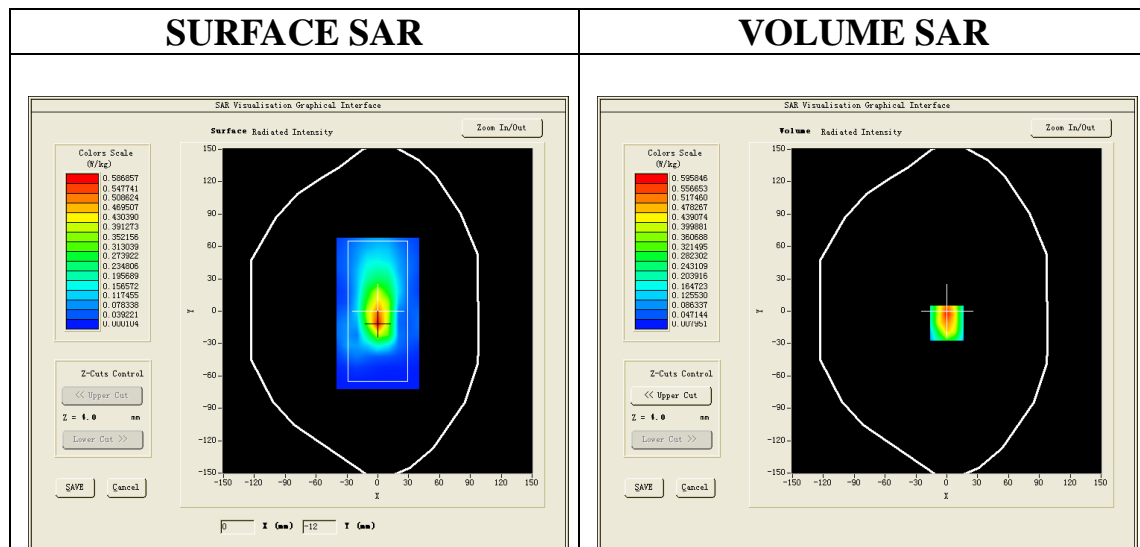 SURFACE SAR
VOLUME SAR
SAR Visualisation Graphical Interface
Surface Radiated Intensity
Zoom In/Out
Colors Scale
(W/kg)
0.586857
0.547741
0.508624
0.469507
0.430390
0.391273
0.352156
0.313039
0.273922
0.234806
0.195689
0.156572
0.117455
0.078338
0.039221
0.000104
150
120
90
60
30
0
-30
-60
-90
-120
-150
Y
-150 -120 -90 -60 -30 0 30 60 90 120 150
X
Z-Cuts Control
<< Upper Cut
Z = 4.0 mm
Lower Cut >>
SAVE Cancel
0 X (mm) -12 Y (mm)
SAR Visualisation Graphical Interface
Volume Radiated Intensity
Zoom In/Out
Colors Scale
(W/kg)
0.595846
0.556653
0.517460
0.478267
0.439074
0.399881
0.360688
0.321495
0.282302
0.243109
0.203916
0.164723
0.125530
0.086337
0.047144
0.007951
150
120
90
60
30
0
-30
-60
-90
-120
-150
Y
-150 -120 -90 -60 -30 0 30 60 90 120 150
X
Z-Cuts Control
<< Upper Cut
Z = 4.0 mm
Lower Cut >>
SAVE Cancel